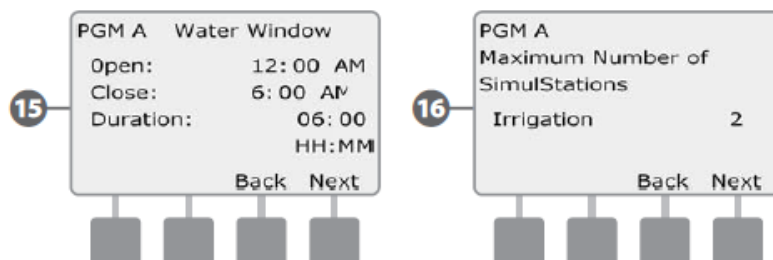 15
PGM A Water Window
Open: 12:00 AM
Close: 6:00 AM
Duration: 06:00
HH:MM
Back Next
16
PGM A
Maximum Number of
SimulStations
Irrigation 2
Back Next